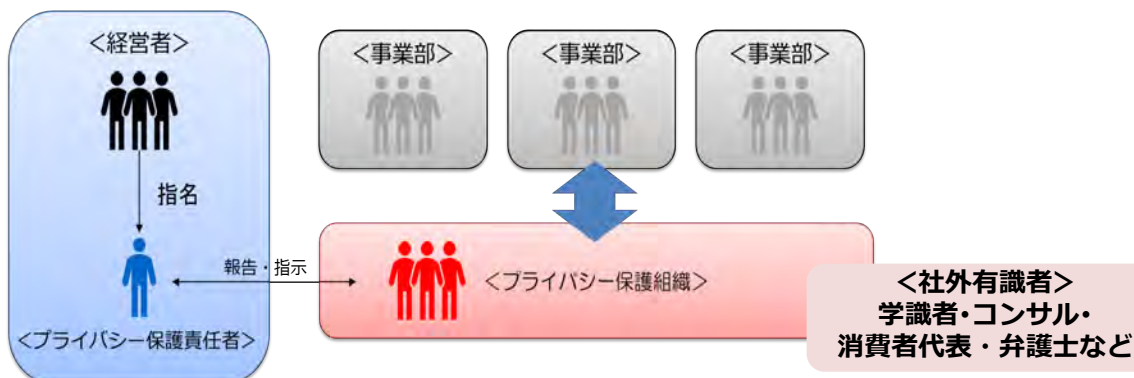 <経営者>
指名
<プライバシー保護責任者>
報告・指示
<事業部>
<事業部>
<事業部>
<プライバシー保護組織>
<社外有識者>
学識者・コンサル・
消費者代表・弁護士など